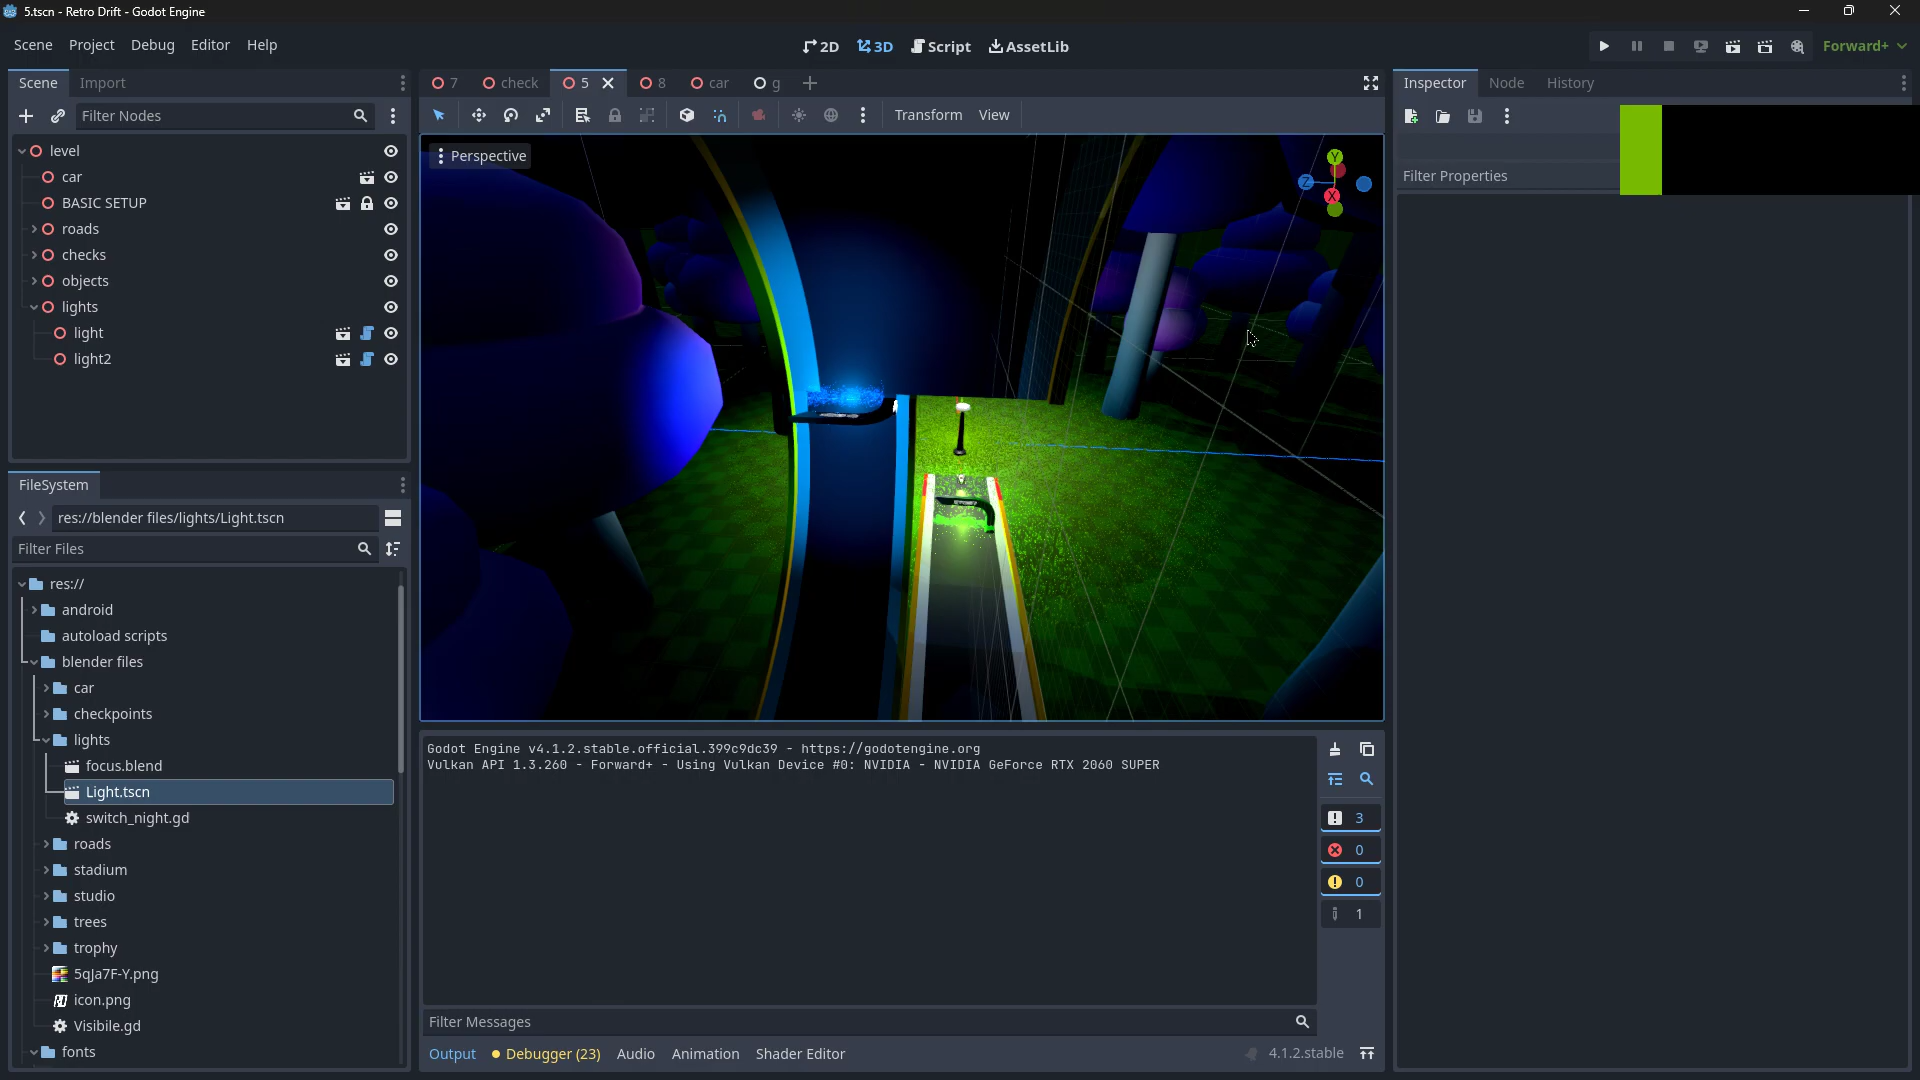 5.tscn - Retro Drift - Godot Engine
Scene Project Debug Editor Help
2D 3D Script AssetLib
Forward+
Scene Import
7 check 5 8 car g
Inspector Node History
Filter Nodes
Transform View
Perspective
Y
Z
X
Filter Properties
level
car
BASIC SETUP
roads
checks
objects
lights
light
light2
FileSystem
res://blender files/lights/Light.tscn
Filter Files
res://
android
autoload scripts
blender files
car
checkpoints
lights
focus.blend
Light.tscn
switch_night.gd
roads
stadium
studio
trees
trophy
5qJa7F-Y.png
icon.png
Visibile.gd
fonts
Godot Engine v4.1.2.stable.official.399c9dc39 - https://godotengine.org
Vulkan API 1.3.260 - Forward+ - Using Vulkan Device #0: NVIDIA - NVIDIA GeForce RTX 2060 SUPER
3
0
0
1
Filter Messages
Output Debugger (23) Audio Animation Shader Editor
4.1.2.stable